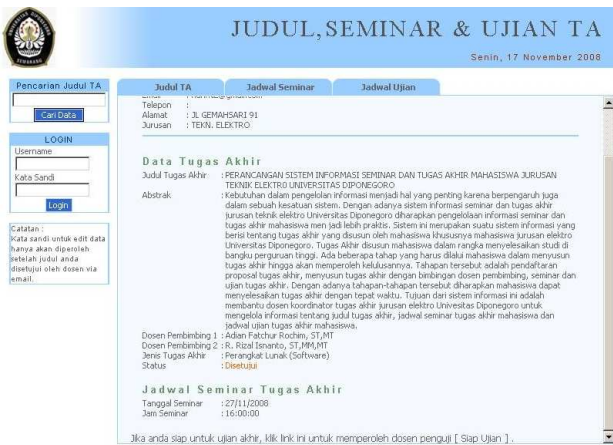 JUDUL,SEMINAR & UJIAN TA
Senin, 17 November 2008
Pencarian Judul TA
Cari Data
LOGIN
Username
Kata Sandi
Login
Catatan :
Kata sandi untuk edit data
hanya akan diperoleh
setelah judul anda
disetujui oleh dosen via
email.
Judul TA
Jadwal Seminar
Jadwal Ujian
Telepon :
Alamat : JL GEMAHSARI 91
Jurusan : TEKN. ELEKTRO
Data Tugas Akhir
Judul Tugas Akhir : PERANCANGAN SISTEM INFORMASI SEMINAR DAN TUGAS AKHIR MAHASISWA JURUSAN
TEKNIK ELEKTRO UNIVERSITAS DIPONEGORO
Abstrak : Kebutuhan dalam pengelolan informasi menjadi hal yang penting karena berpengaruh juga
dalam sebuah kesatuan sistem. Dengan adanya sistem informasi seminar dan tugas akhir
jurusan teknik elektro Universitas Diponegoro diharapkan pengelolaan informasi seminar dan
tugas akhir mahasiswa men jadi lebih praktis. Sistem ini merupakan suatu sistem informasi yang
berisi tentang tugas akhir yang disusun oleh mahasiswa khususnya mahasiswa jurusan elektro
Universitas Diponegoro. Tugas Akhir disusun mahasiswa dalam rangka menyelesaikan studi di
bangku perguruan tinggi. Ada beberapa tahap yang harus dilalui mahasiswa dalam menyusun
tugas akhir hingga akan memperoleh kelulusannya. Tahapan tersebut adalah pendaftaran
proposal tugas akhir, menyusun tugas akhir dengan bimbingan dosen pembimbing, seminar dan
ujian tugas akhir. Dengan adanya tahapan-tahapan tersebut diharapkan mahasiswa dapat
menyelesaikan tugas akhir dengan tepat waktu. Tujuan dari sistem informasi ini adalah
membantu dosen koordinator tugas akhir jurusan elektro Univesitas Diponegoro untuk
mengelola informasi tentang judul tugas akhir, jadwal seminar tugas akhir mahasiswa dan
jadwal ujian tugas akhir mahasiswa.
Dosen Pembimbing 1 : Adian Fatchur Rochim, ST,MT
Dosen Pembimbing 2 : R. Rizal Isnanto, ST,MM,MT
Jenis Tugas Akhir : Perangkat Lunak (Software)
Status : Disetujui
Jadwal Seminar Tugas Akhir
Tanggal Seminar : 27/11/2008
Jam Seminar : 16:00:00
Jika anda siap untuk ujian akhir, klik link ini untuk memperoleh dosen penguji [ Siap Ujian ] .